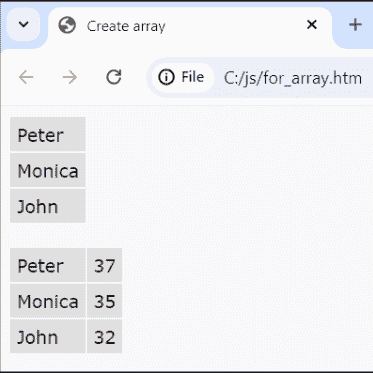 Create array
File C:/js/for_array.htm
Peter
Monica
John
Peter 37
Monica 35
John 32